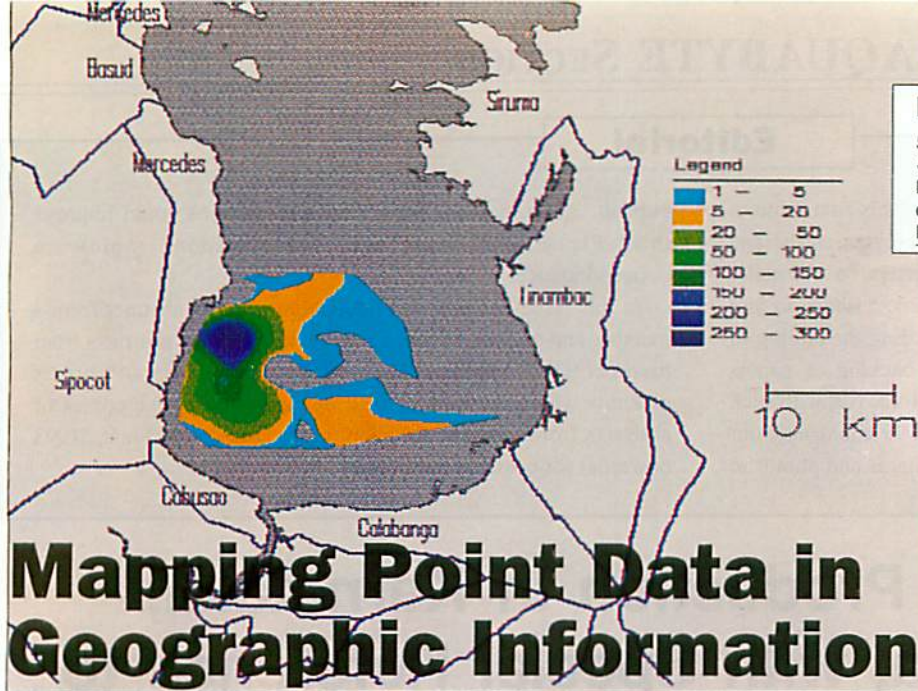 Mercedes
Basud
Siruma
Mercedes
Legend
1 – 5
5 – 20
20 – 50
50 – 100
100 – 150
150 – 200
200 – 250
250 – 300
Tinambac
Sipocot
10 km
Cabusao
Calabanga
Mapping Point Data in
Geographic Information